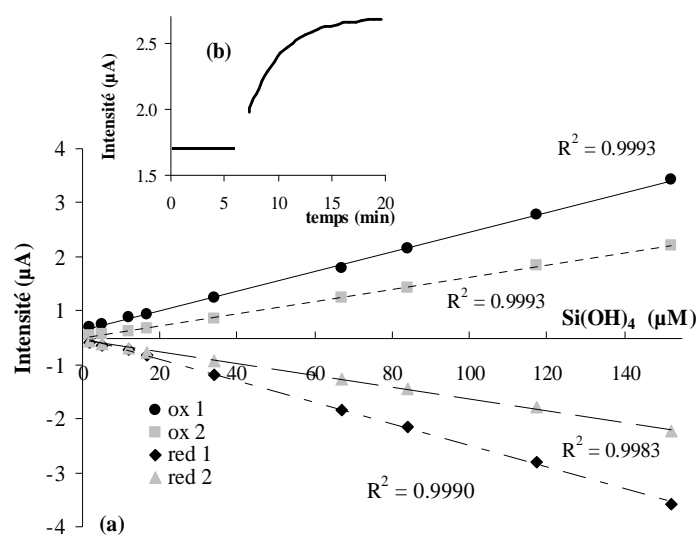 (b)
Intensité (µA)
2.5
2.0
1.5
0 5 10 15 20
temps (min)
Intensité (µA)
4
3
2
1
-1
-2
-3
-4
R² = 0.9993
R² = 0.9993
Si(OH)₄ (µM)
0 20 40 60 80 100 120 140
ox 1
ox 2
red 1
red 2
R² = 0.9983
R² = 0.9990
(a)